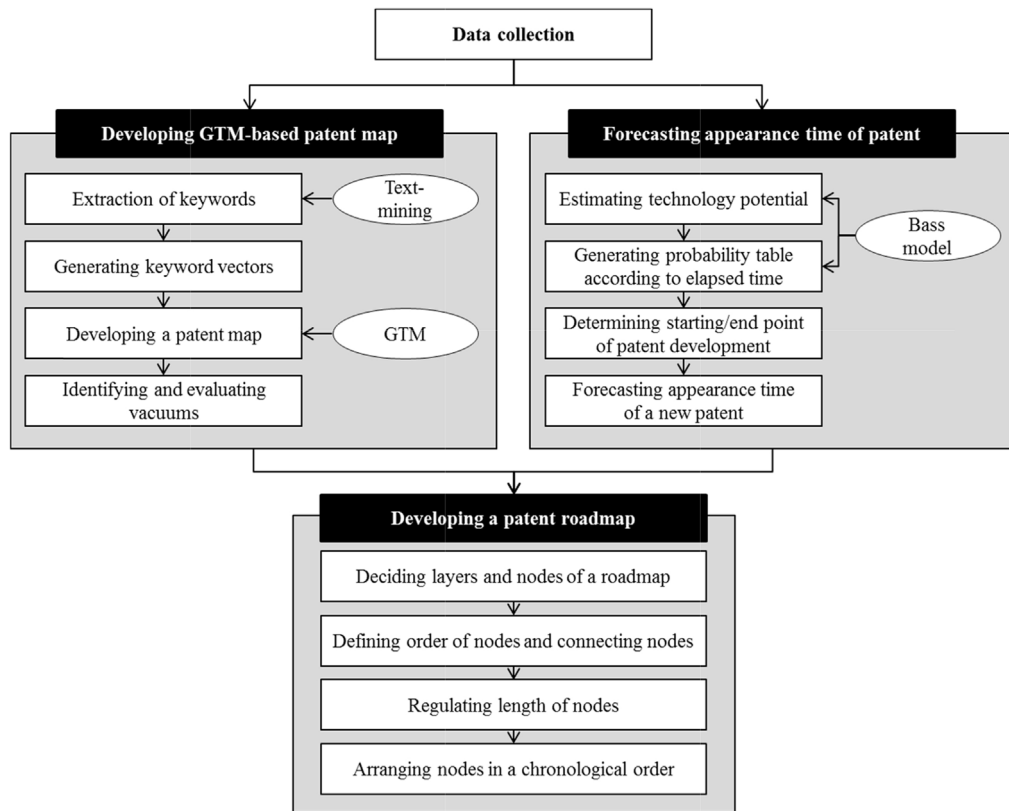 Data collection
Developing GTM-based patent map
Extraction of keywords
Text-
mining
Generating keyword vectors
Developing a patent map
GTM
Identifying and evaluating
vacuums
Forecasting appearance time of patent
Estimating technology potential
Bass
model
Generating probability table
according to elapsed time
Determining starting/end point
of patent development
Forecasting appearance time
of a new patent
Developing a patent roadmap
Deciding layers and nodes of a roadmap
Defining order of nodes and connecting nodes
Regulating length of nodes
Arranging nodes in a chronological order